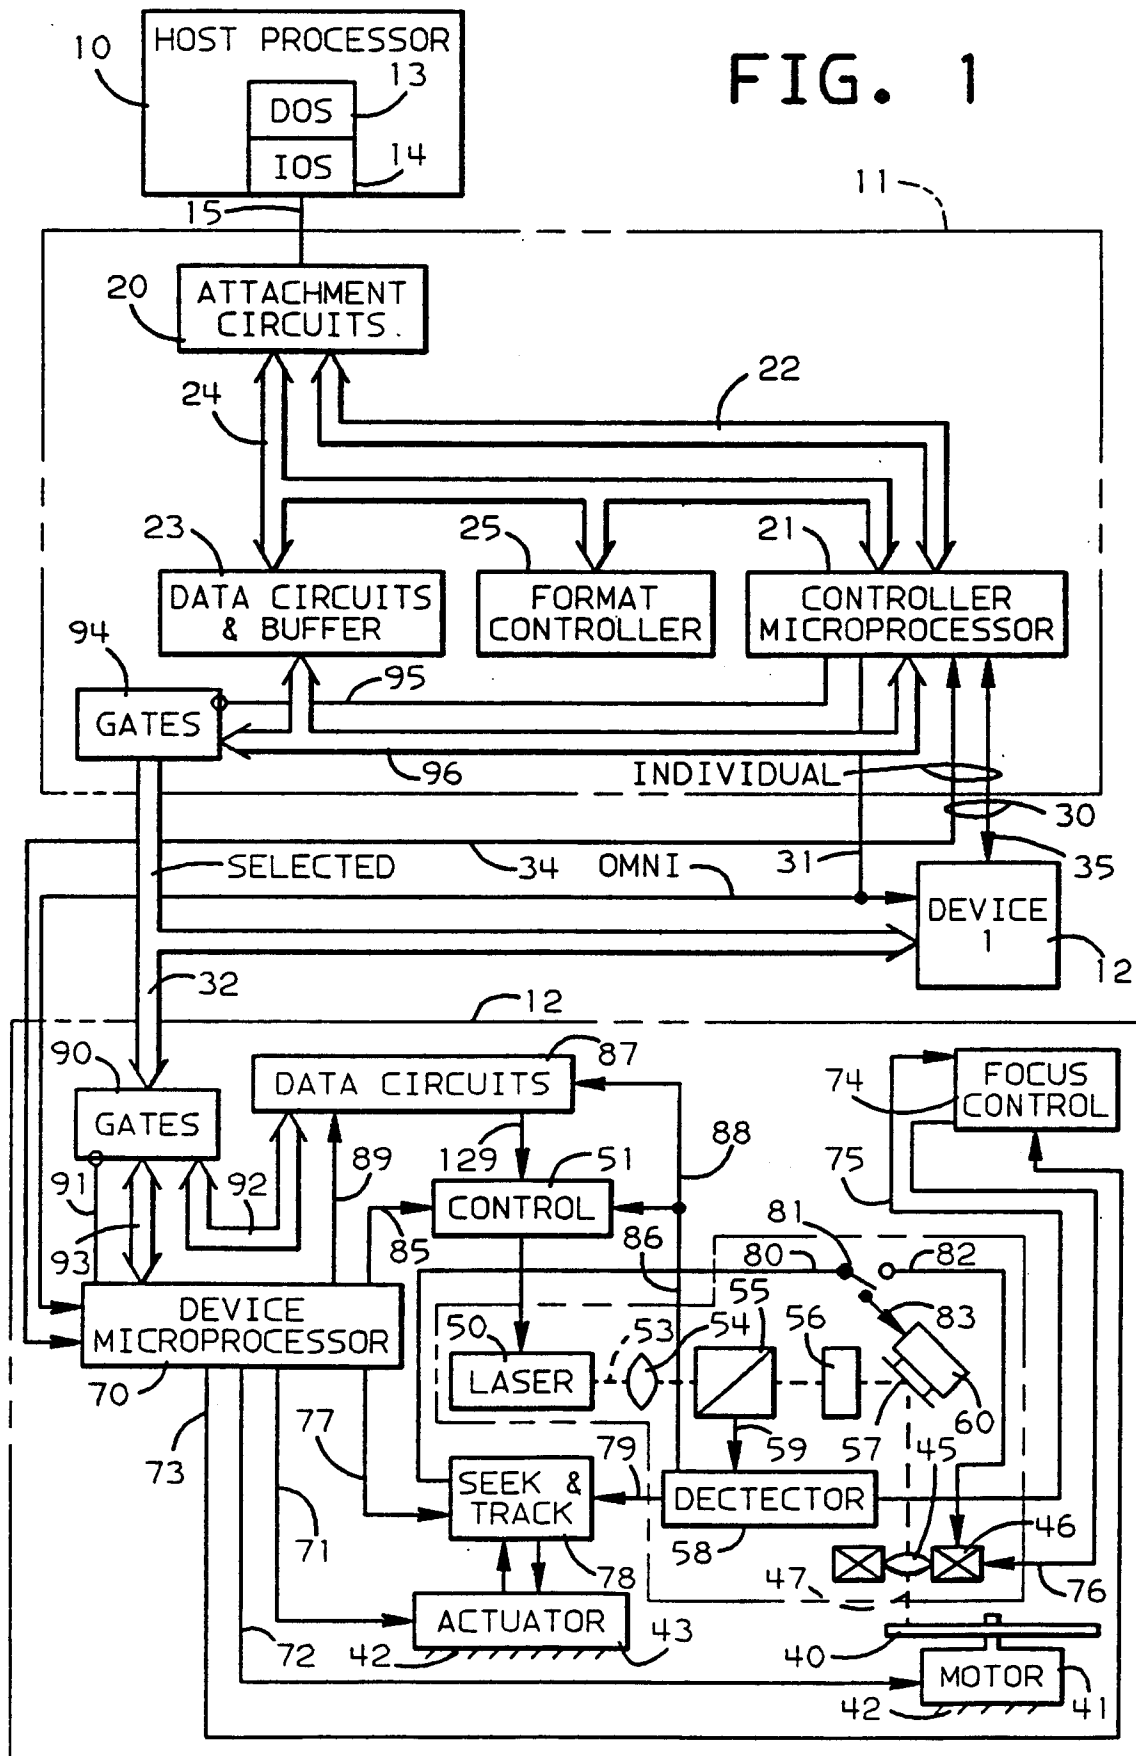 FIG. 1
HOST PROCESSOR
10
DOS
13
IOS
14
15
11
20
ATTACHMENT
CIRCUITS.
24
22
23
25
21
DATA CIRCUITS
& BUFFER
FORMAT
CONTROLLER
CONTROLLER
MICROPROCESSOR
94
GATES
95
96
INDIVIDUAL
30
SELECTED
34
OMNI
31
35
DEVICE
1
12
32
12
90
87
GATES
DATA CIRCUITS
74
FOCUS
CONTROL
91
92
89
129
51
88
75
93
85
CONTROL
86
81
80
82
DEVICE
MICROPROCESSOR
70
50
53
54
55
56
83
LASER
60
57
59
45
73
77
79
71
SEEK &
TRACK
DECTECTOR
58
46
78
47
76
72
ACTUATOR
42
43
40
MOTOR
42
41